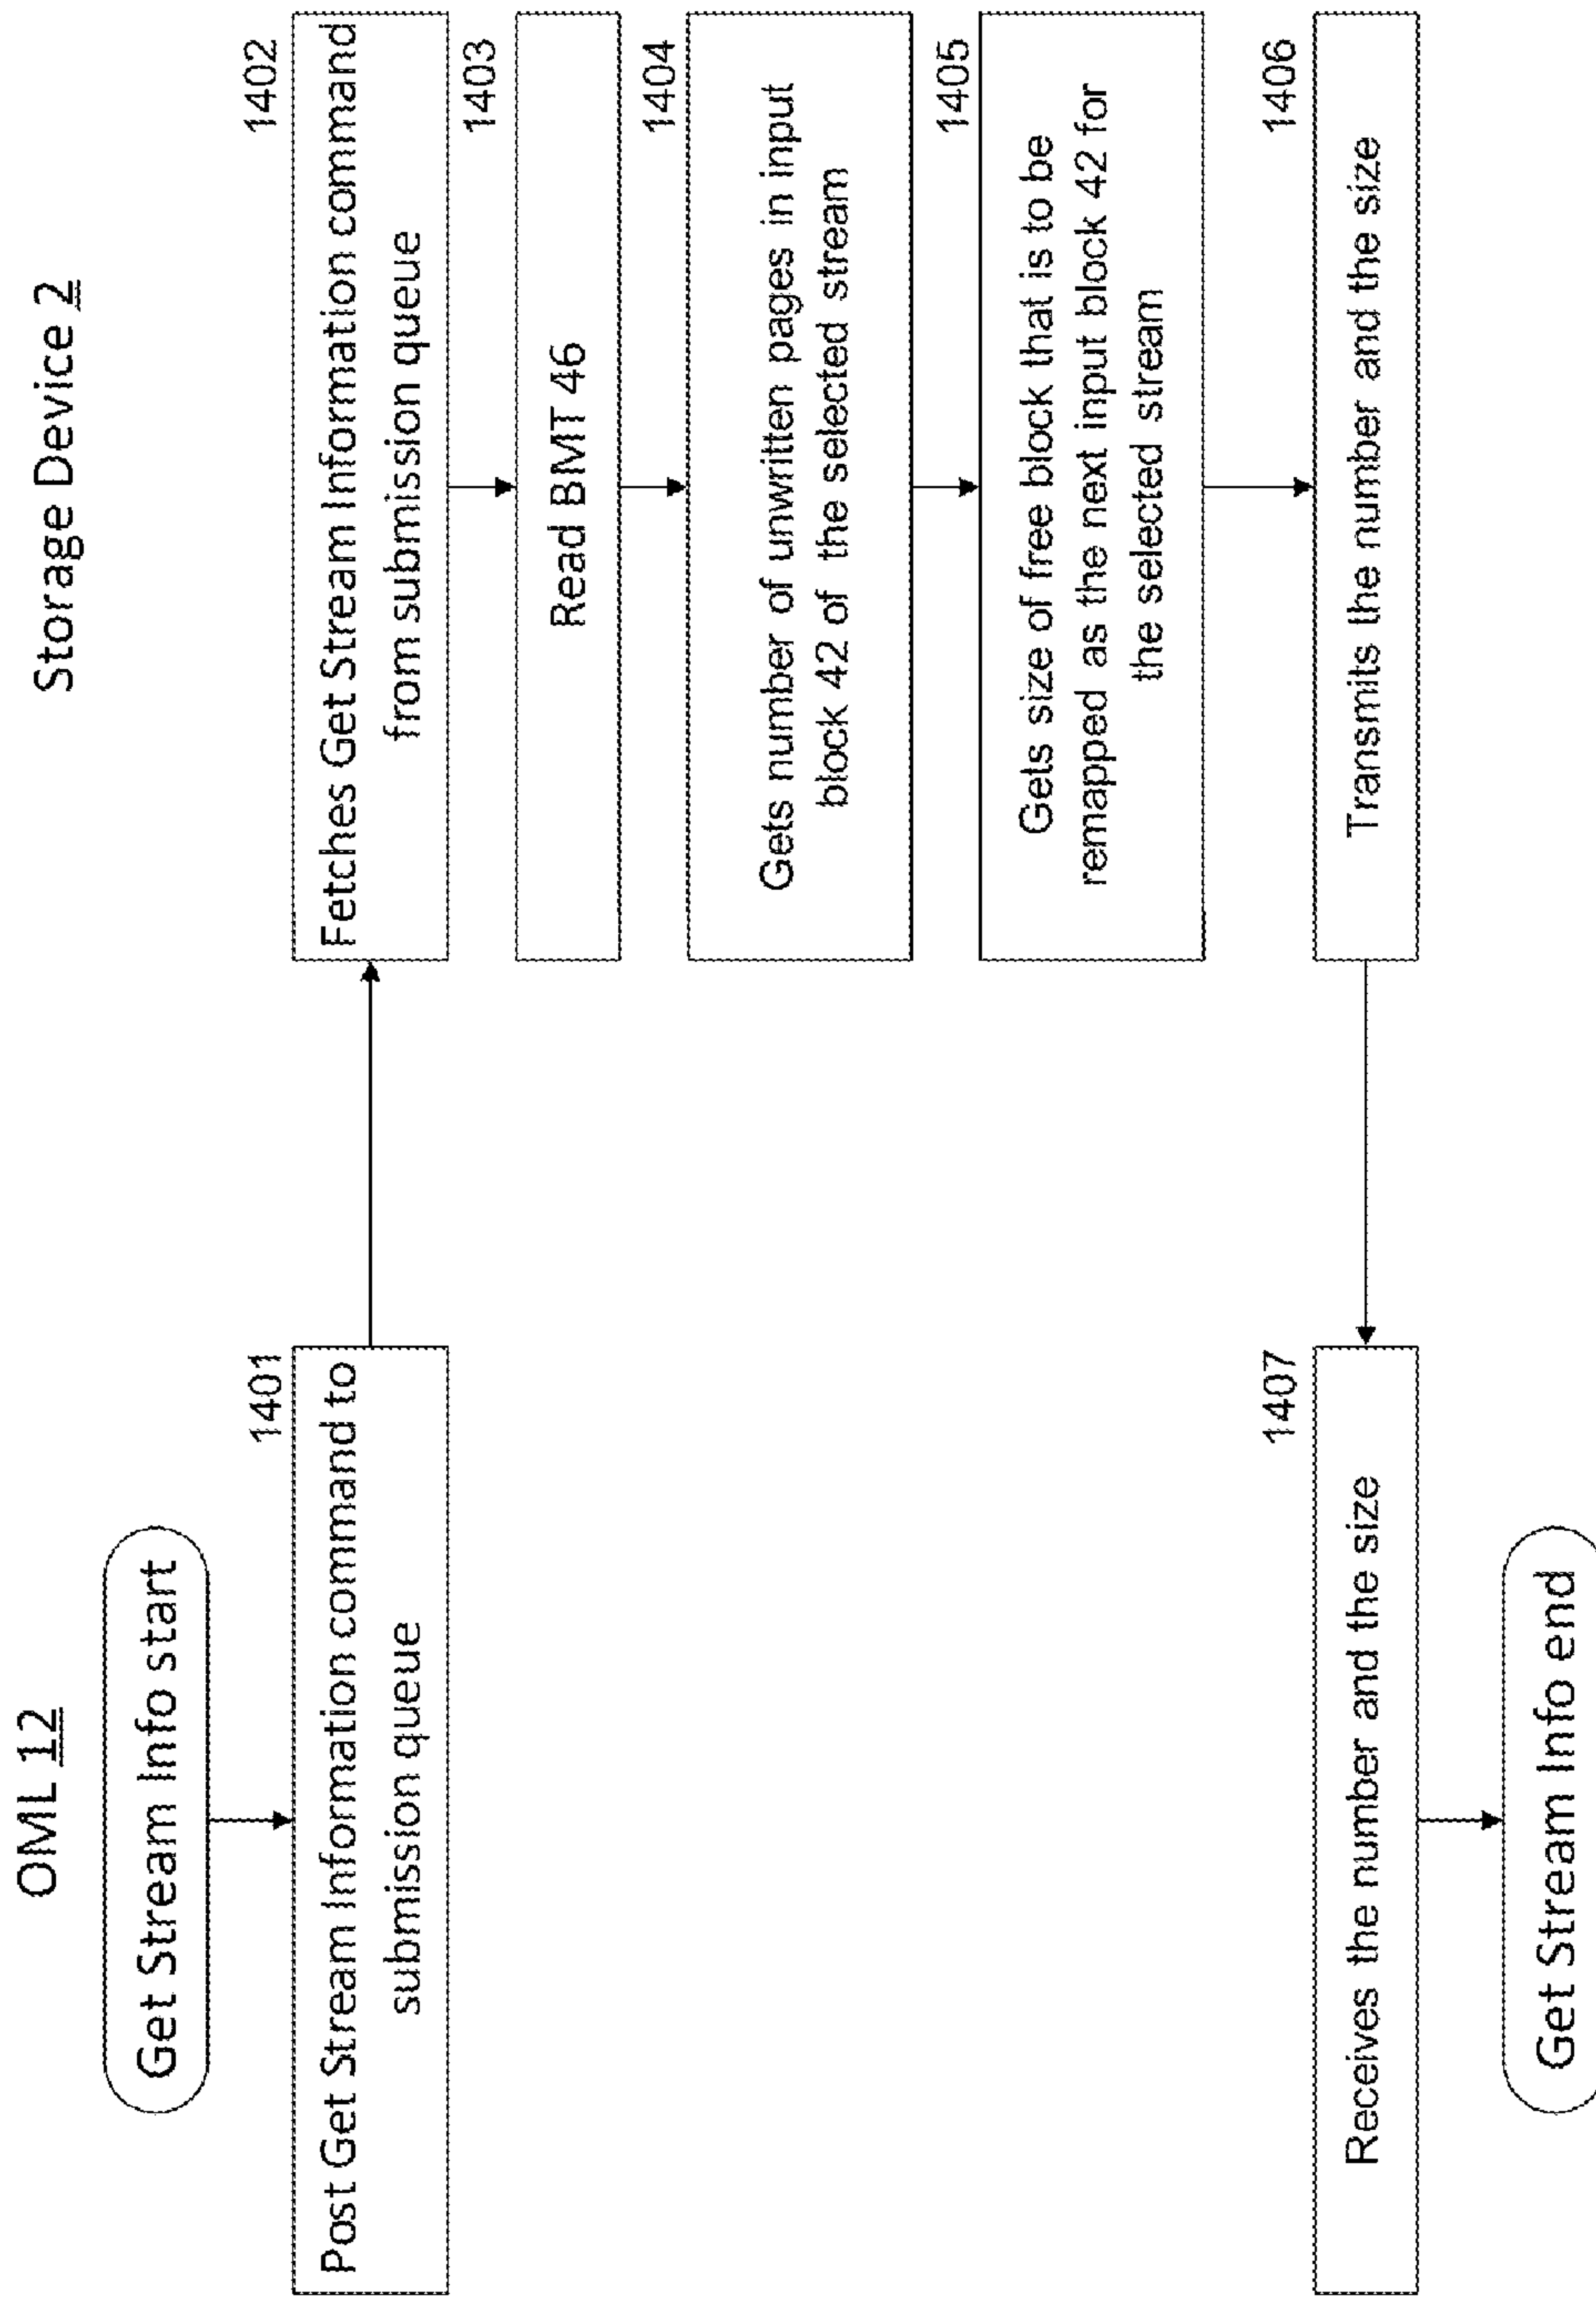 OML 12
Storage Device 2
Get Stream Info start
1401
Post Get Stream Information command to
submission queue
1402
Fetches Get Stream Information command
from submission queue
1403
Read BMT 46
1404
Gets number of unwritten pages in input
block 42 of the selected stream
1405
Gets size of free block that is to be
remapped as the next input block 42 for
the selected stream
1406
Transmits the number and the size
1407
Receives the number and the size
Get Stream Info end